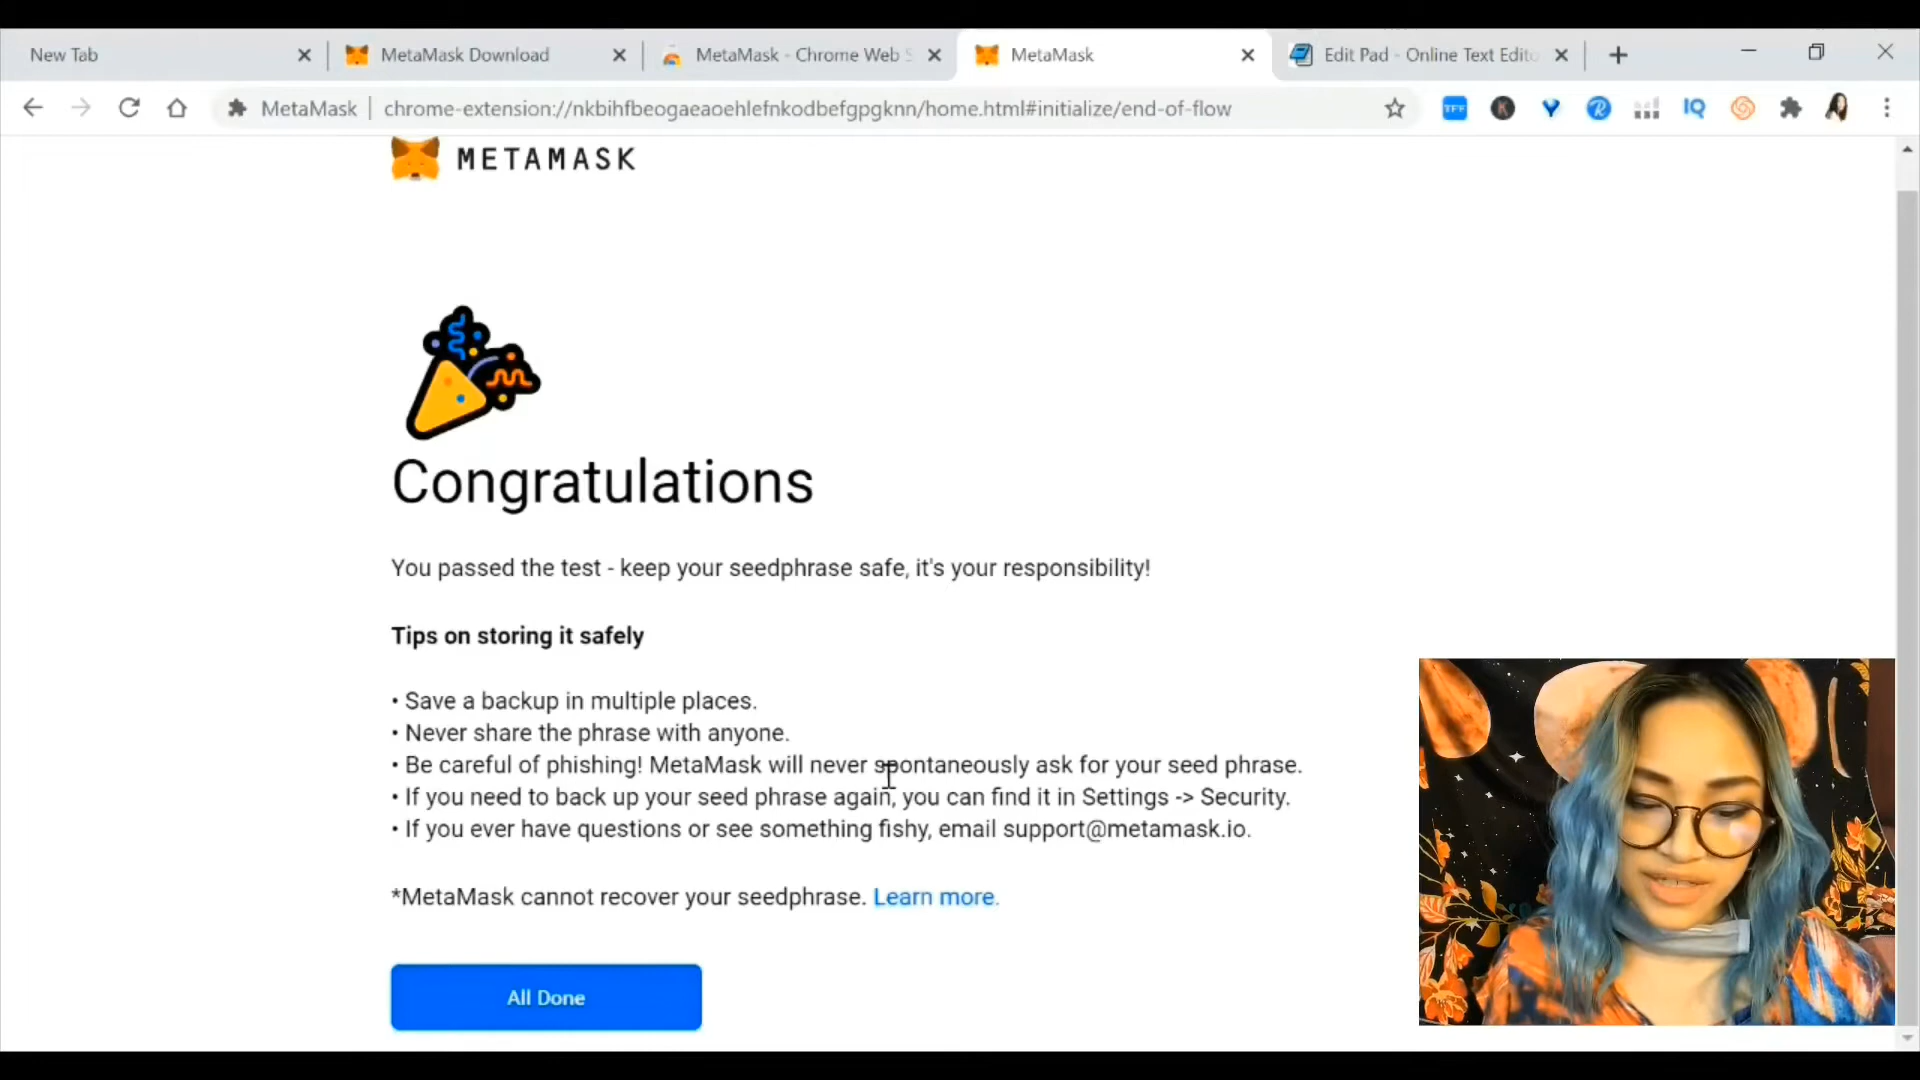 New Tab
MetaMask Download
MetaMask - Chrome Web S
MetaMask
Edit Pad - Online Text Edito
MetaMask
chrome-extension://nkbihfbeogaeaoehlefnkodbefgpgknn/home.html#initialize/end-of-flow
TFF
K
R
IQ
METAMASK
Congratulations
You passed the test - keep your seedphrase safe, it's your responsibility!
Tips on storing it safely
• Save a backup in multiple places.
• Never share the phrase with anyone.
• Be careful of phishing! MetaMask will never spontaneously ask for your seed phrase.
• If you need to back up your seed phrase again, you can find it in Settings -> Security.
• If you ever have questions or see something fishy, email support@metamask.io.
*MetaMask cannot recover your seedphrase. Learn more.
All Done